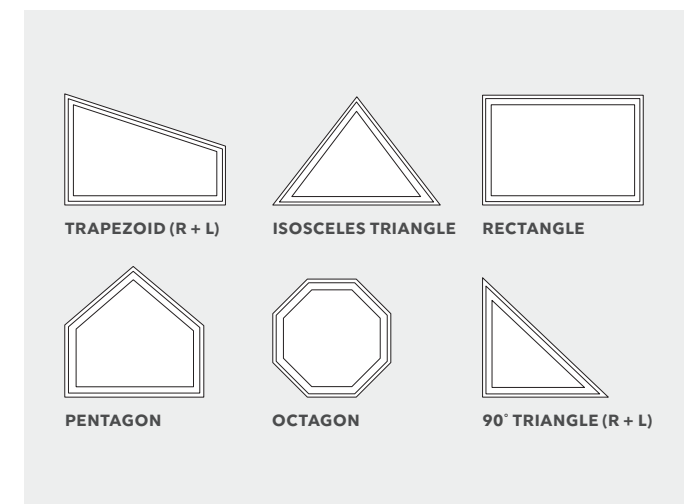 TRAPEZOID (R + L)
ISOSCELES TRIANGLE
RECTANGLE
PENTAGON
OCTAGON
90° TRIANGLE (R + L)